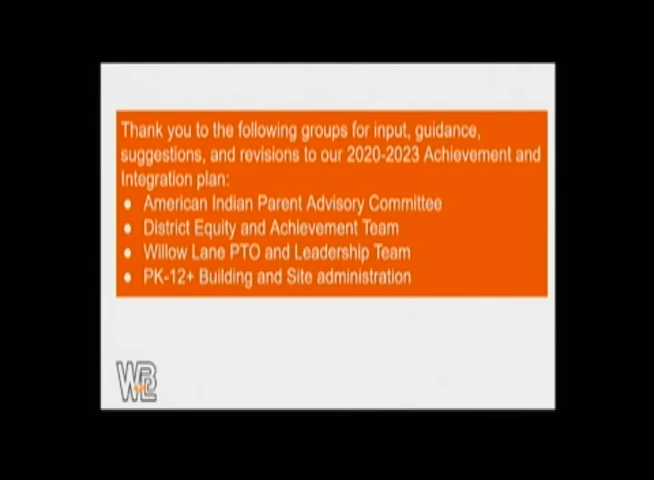 Thank you to the following groups for input, guidance,
suggestions, and revisions to our 2020-2023 Achievement and
Integration plan:
● American Indian Parent Advisory Committee
● District Equity and Achievement Team
● Willow Lane PTO and Leadership Team
● PK-12+ Building and Site administration
WBL